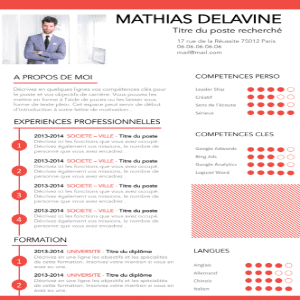 MATHIAS DELAVINE
Titre du poste recherché
17 rue de la Réciverte 75012 Paris
06.06.06.06.06
mail@mail.com
A PROPOS DE MOI
Décrivez en quelques lignes vos compétences clés pour
le poste et vos objectifs de carrière. Vous pouvez les
mettre en forme à l'aide de puces ou les laisser sous
forme de texte plein. Cet espace peut servir de début
d'introduction à votre lettre de motivation.
EXPERIENCES PROFESSIONNELLES
1
2013-2014 SOCIETE – VILLE - Titre du poste
Décrivez ici les fonctions que vous avez occupé.
Décrivez également vos missions, le nombre de
personne que vous avez encadrer
2
2013-2014 SOCIETE – VILLE - Titre du poste
Décrivez ici les fonctions que vous avez occupé.
Décrivez également vos missions, le nombre de
personne que vous avez encadrer
3
2013-2014 SOCIETE – VILLE - Titre du poste
Décrivez ici les fonctions que vous avez occupé.
Décrivez également vos missions, le nombre de
personne que vous avez encadrer
4
2013-2014 SOCIETE – VILLE - Titre du poste
Décrivez ici les fonctions que vous avez occupé.
Décrivez également vos missions, le nombre de
personne que vous avez encadrer
FORMATION
1
2013-2014 UNIVERSITE - Titre du diplôme
Décrivez en une ligne les objectifs et les spécialités
de cette formation. Inscrivez votre mention si vous en
avez eu une.
2
2013-2014 UNIVERSITE - Titre du diplôme
Décrivez en une ligne les objectifs et les spécialités
de cette formation. Inscrivez votre mention si vous en
avez eu une.
COMPETENCES PERSO
Leader Ship
Créatif
Sens de l'écoute
Sérieux
COMPETENCES CLES
Google Adwords
Bing Ads
Google Analytics
Logiciel Word
LANGUES
Anglais
Allemand
Chinois
Italien